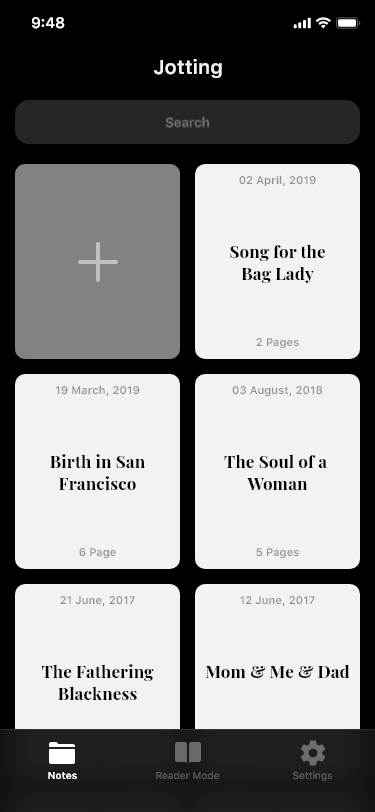 9:48
Jotting
Search
02 April, 2019
Song for the
Bag Lady
2 Pages
19 March, 2019
Birth in San
Francisco
6 Page
03 August, 2018
The Soul of a
Woman
5 Pages
21 June, 2017
The Fathering
Blackness
12 June, 2017
Mom & Me & Dad
Notes
Reader Mode
Settings